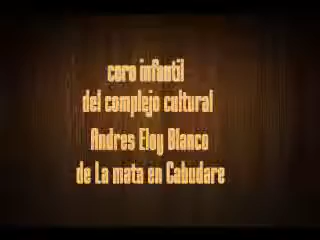 coro infantil
del complejo cultural
Andres Eloy Blanco
de La mata en Cabudare